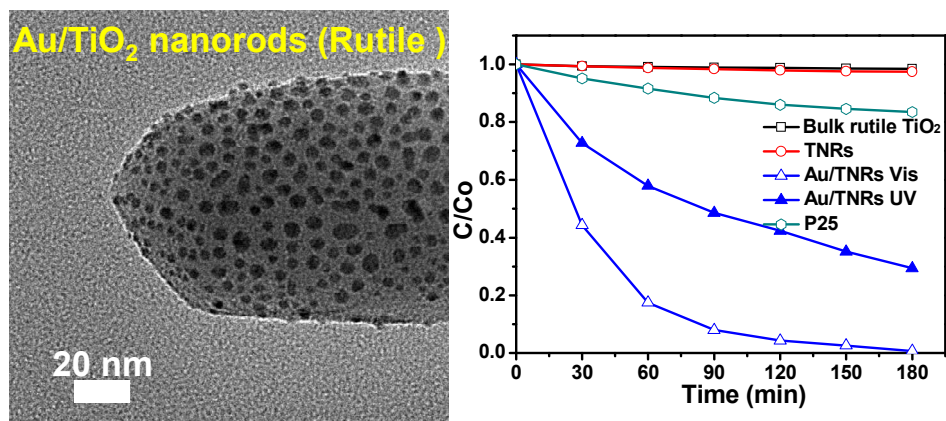 Au/TiO₂ nanorods (Rutile )
20 nm
C/Co
1.0
0.8
0.6
0.4
0.2
0.0
Bulk rutile TiO₂
TNRs
Au/TNRs Vis
Au/TNRs UV
P25
0 30 60 90 120 150 180
Time (min)